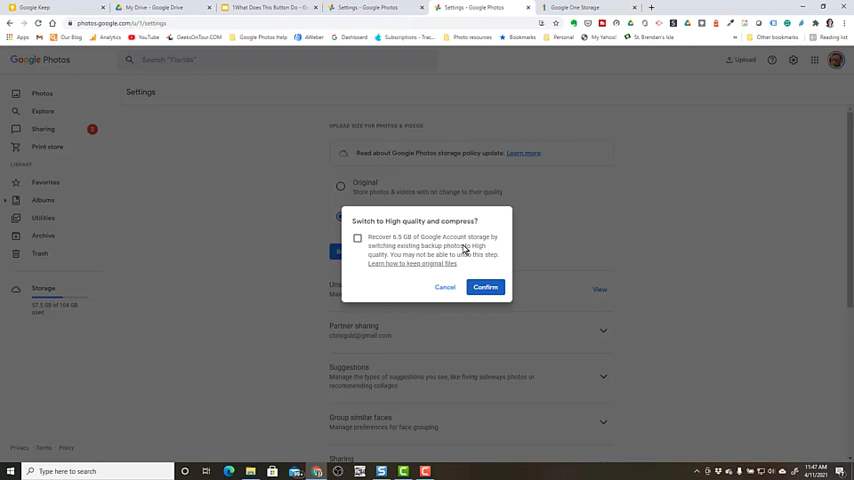 Google Keep
My Drive - Google Drive
1What Does This Button Do - G
Settings - Google Photos
Settings - Google Photos
Google One Storage
photos.google.com/u/1/settings
Apps
Our Blog
Analytics
YouTube
GeeksOnTour.COM
Google Photos Help
AWeber
Dashboard
Subscriptions - Trac...
Photo resources
Bookmarks
Personal
My Yahoo!
St. Brendan's Isle
Other bookmarks
Reading list
Google Photos
Search "Florida"
Upload
Photos
Explore
Sharing
2
Print store
LIBRARY
Favorites
Albums
Utilities
Archive
Trash
Storage
57.5 GB of 104 GB
used
Privacy · Terms · Policy
Settings
UPLOAD SIZE FOR PHOTOS & VIDEOS
Read about Google Photos storage policy update. Learn more
Original
Store photos & videos with no change to their quality
Switch to High quality and compress?
Recover 6.5 GB of Google Account storage by
switching existing backup photos to High
quality. You may not be able to undo this step.
Learn how to keep original files
Cancel
Confirm
View
Partner sharing
Suggestions
Manage the types of suggestions you see, like fixing sideways photos or
recommended collages
Group similar faces
Manage preferences for face grouping
Sharing
Type here to search
11:47 AM
4/11/2021